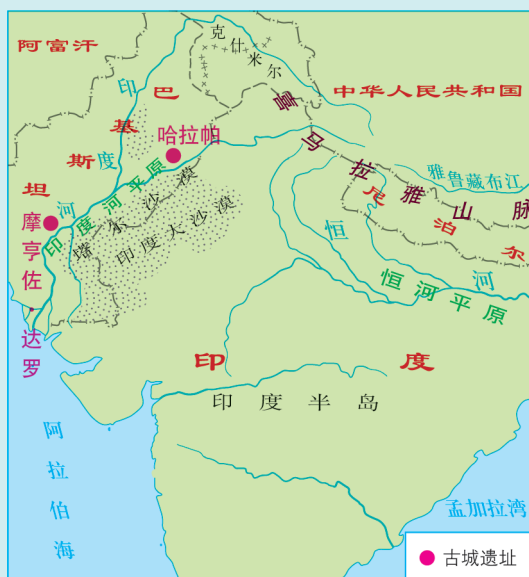 克什米尔
阿富汗
中华人民共和国
巴基斯坦
印度河
哈拉帕
喜马拉雅山脉
雅鲁藏布江
尼泊尔
印度河平原
塔尔沙漠
印度大沙漠
摩亨佐·达罗
恒河
恒河平原
印度
印度半岛
阿拉伯海
孟加拉湾
古城遗址